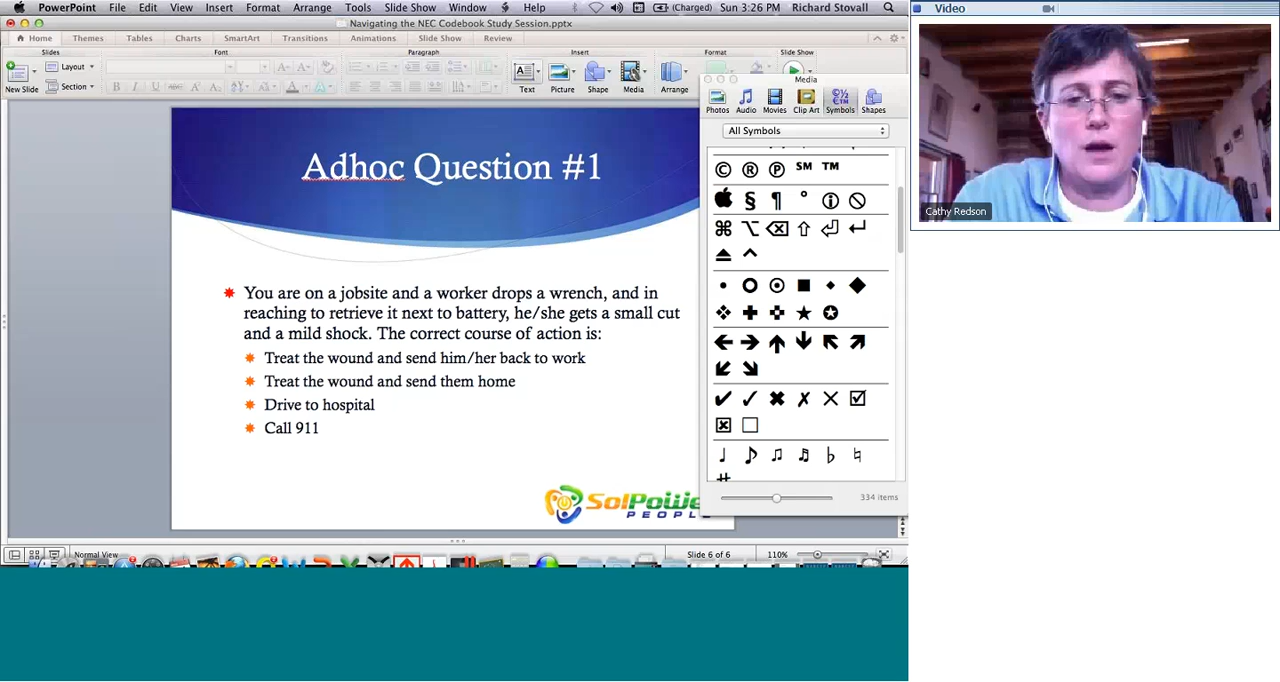 PowerPoint File Edit View Insert Format Arrange Tools Slide Show Window Help (Charged) Sun 3:26 PM Richard Stovall
Navigating the NEC Codebook Study Session.pptx
Home Themes Tables Charts SmartArt Transitions Animations Slide Show Review
Slides Font Paragraph Insert Format Slide Show
Layout
Section
New Slide Text Picture Shape Media Arrange
Media
Photos Audio Movies Clip Art Symbols Shapes
All Symbols
© ® ℗ SM TM
334 items
Adhoc Question #1
You are on a jobsite and a worker drops a wrench, and in
reaching to retrieve it next to battery, he/she gets a small cut
and a mild shock. The correct course of action is:
Treat the wound and send him/her back to work
Treat the wound and send them home
Drive to hospital
Call 911
SolPower
PEOPL
Normal View Slide 6 of 6 110%
Video
Cathy Redson